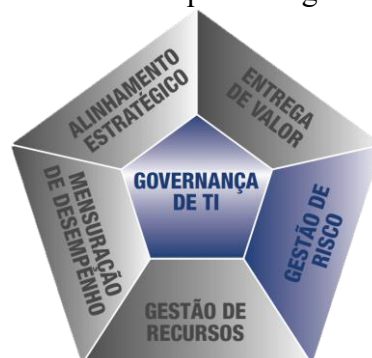 ALINHAMENTO
ESTRATÉGICO
ENTREGA
DE VALOR
GOVERNANÇA
DE TI
MENSURAÇÃO
DE DESEMPENHO
GESTÃO DE
RISCO
GESTÃO DE
RECURSOS